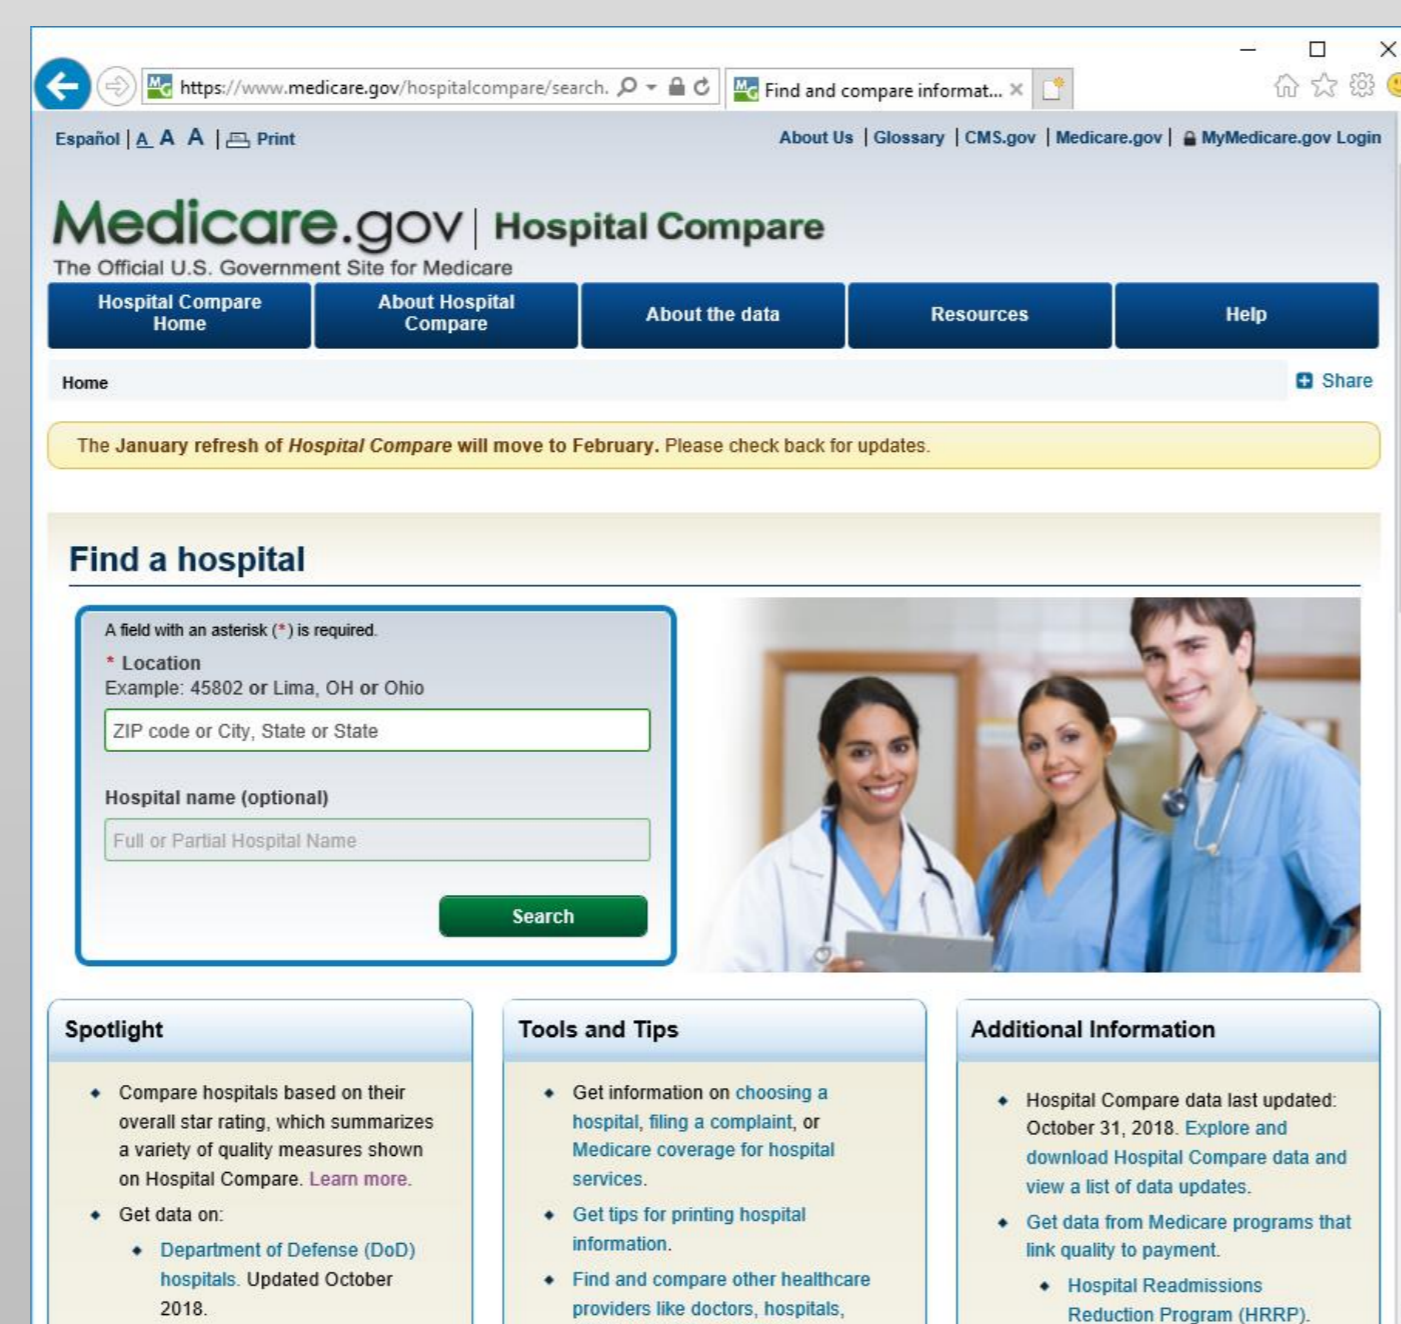 https://www.medicare.gov/hospitalcompare/search.
Find and compare informat...
Español | A A A | Print
About Us | Glossary | CMS.gov | Medicare.gov | MyMedicare.gov Login
Medicare.gov | Hospital Compare
The Official U.S. Government Site for Medicare
Hospital Compare
Home
About Hospital
Compare
About the data
Resources
Help
Home
Share
The January refresh of Hospital Compare will move to February. Please check back for updates.
Find a hospital
A field with an asterisk (*) is required.
* Location
Example: 45802 or Lima, OH or Ohio
ZIP code or City, State or State
Hospital name (optional)
Full or Partial Hospital Name
Search
Spotlight
Compare hospitals based on their
overall star rating, which summarizes
a variety of quality measures shown
on Hospital Compare. Learn more.
Get data on:
Department of Defense (DoD)
hospitals. Updated October
2018.
Tools and Tips
Get information on choosing a
hospital, filing a complaint, or
Medicare coverage for hospital
services.
Get tips for printing hospital
information.
Find and compare other healthcare
providers like doctors, hospitals,
Additional Information
Hospital Compare data last updated:
October 31, 2018. Explore and
download Hospital Compare data and
view a list of data updates.
Get data from Medicare programs that
link quality to payment.
Hospital Readmissions
Reduction Program (HRRP).